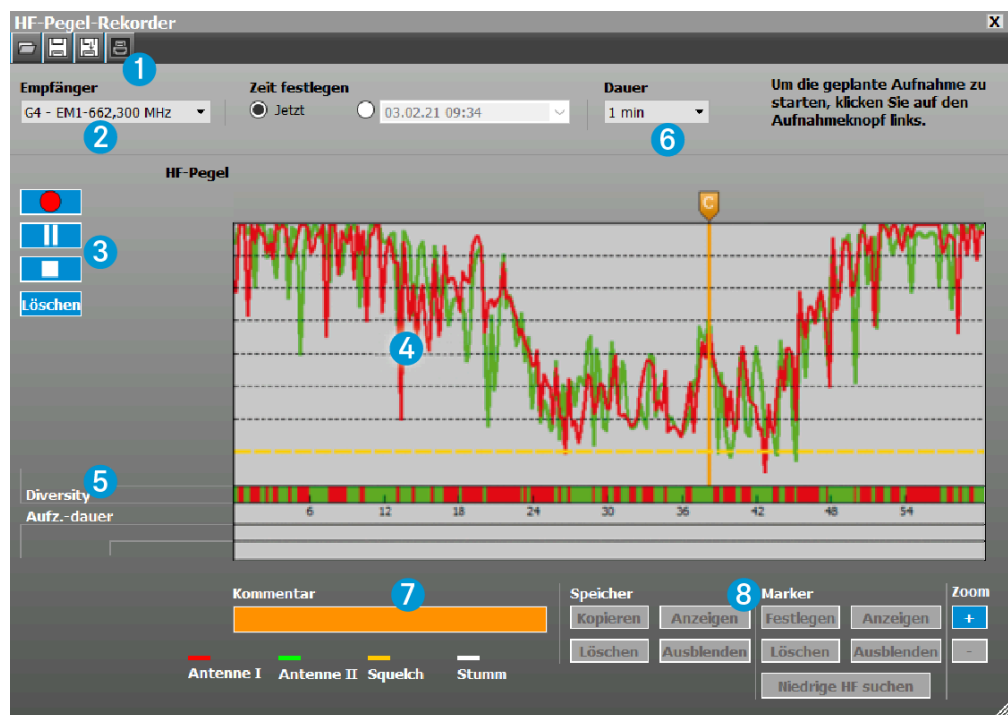 HF-Pegel-Rekorder X
1
Empfänger Zeit festlegen Dauer
G4 - EM1-662,300 MHz Jetzt 03.02.21 09:34 1 min
Um die geplante Aufnahme zu
starten, klicken Sie auf den
Aufnahmeknopf links.
2 6
HF-Pegel
C
3
Löschen
4
5
Diversity
6 12 18 24 30 36 42 48 54
Aufz.-dauer
Kommentar 7 Speicher 8 Marker Zoom
Kopieren Anzeigen Festlegen Anzeigen +
Löschen Ausblenden Löschen Ausblenden -
Niedrige HF suchen
Antenne I Antenne II Squelch Stumm